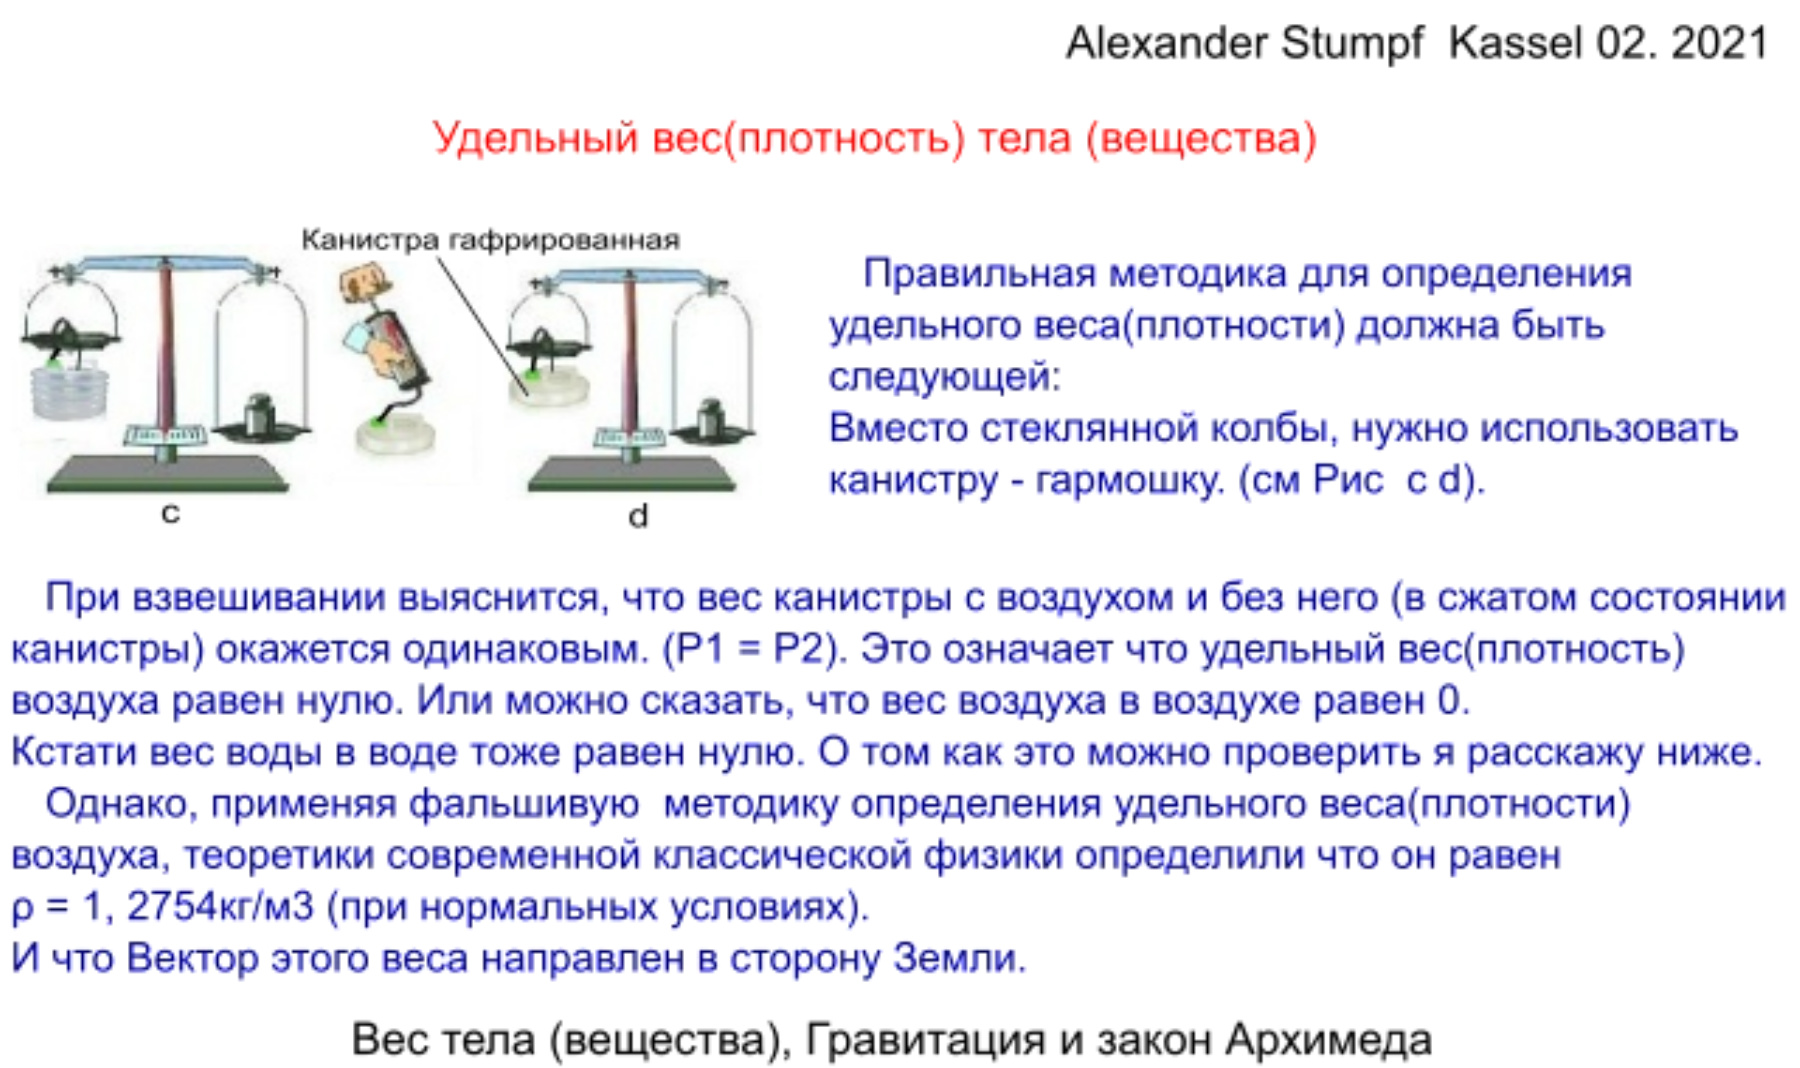 Alexander Stumpf  Kassel 02. 2021
Удельный вес(плотность) тела (вещества)
Канистра гафрированная
c
d
Правильная методика для определения
удельного веса(плотности) должна быть
следующей:
Вместо стеклянной колбы, нужно использовать
канистру - гармошку. (см Рис  c d).
При взвешивании выяснится, что вес канистры с воздухом и без него (в сжатом состоянии
канистры) окажется одинаковым. (P1 = P2). Это означает что удельный вес(плотность)
воздуха равен нулю. Или можно сказать, что вес воздуха в воздухе равен 0.
Кстати вес воды в воде тоже равен нулю. О том как это можно проверить я расскажу ниже.
Однако, применяя фальшивую  методику определения удельного веса(плотности)
воздуха, теоретики современной классической физики определили что он равен
ρ = 1, 2754кг/м3 (при нормальных условиях).
И что Вектор этого веса направлен в сторону Земли.
Вес тела (вещества), Гравитация и закон Архимеда